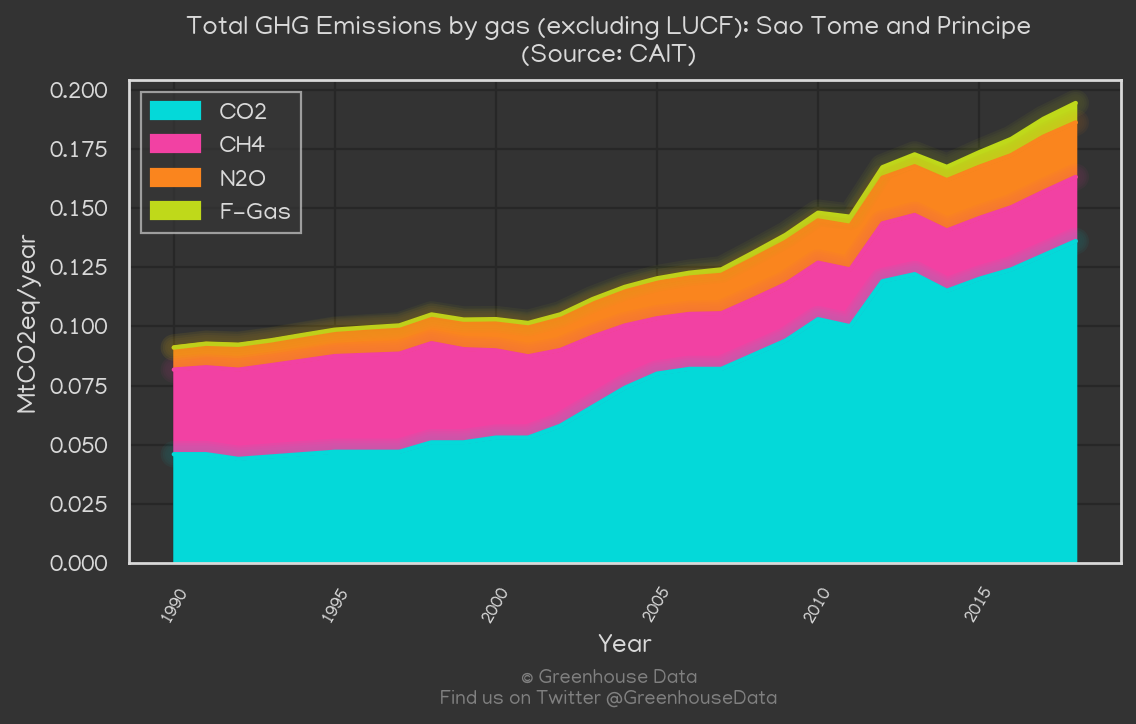 Total GHG Emissions by gas (excluding LUCF): Sao Tome and Principe
(Source: CAIT)
0.200
0.175
0.150
0.125
0.100
0.075
0.050
0.025
0.000
MtCO2eq/year
CO2
CH4
N2O
F-Gas
1990
1995
2000
2005
2010
2015
Year
© Greenhouse Data
Find us on Twitter @GreenhouseData